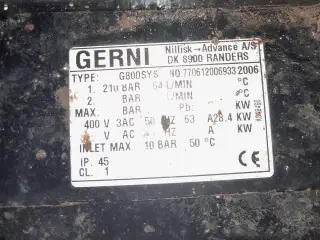 GERNI Nilfisk-Advance A/S
DK 8900 RANDERS
TYPE: G800SYS NO.770612006933 2006
1. 210 BAR 64 L/MIN °C
2. BAR L/MIN °C
MAX. BAR Pb: KW
400 V 3AC 50 HZ 53 A 28.4 KW
V AC HZ A KW
INLET MAX 10 BAR 50 °C
IP. 45
CL. 1 CE